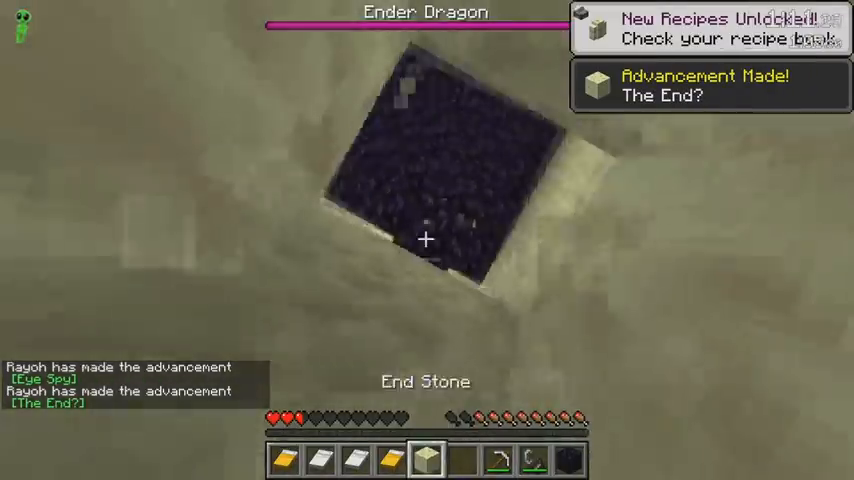 Ender Dragon
New Recipes Unlocked!
Check your recipe book
Advancement Made!
The End?
Rayoh has made the advancement
[Eye Spy]
Rayoh has made the advancement
[The End?]
End Stone